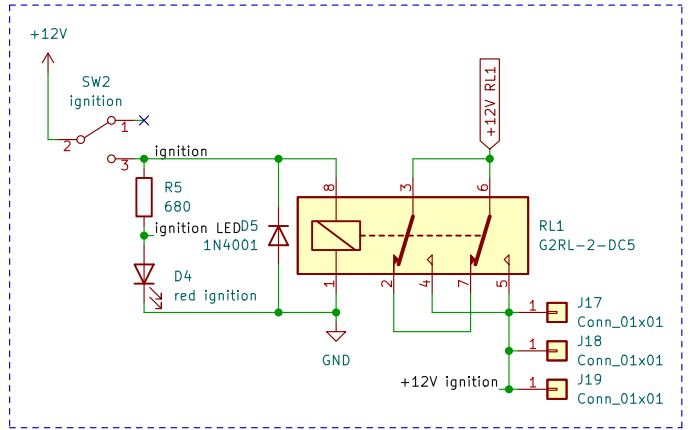 +12V
SW2
ignition
1
2
3
ignition
R5
680
ignition LED
D5
1N4001
D4
red ignition
+12V RL1
8
3
6
RL1
G2RL-2-DC5
1
2
4
7
5
GND
1
J17
Conn_01x01
1
J18
Conn_01x01
+12V ignition
1
J19
Conn_01x01